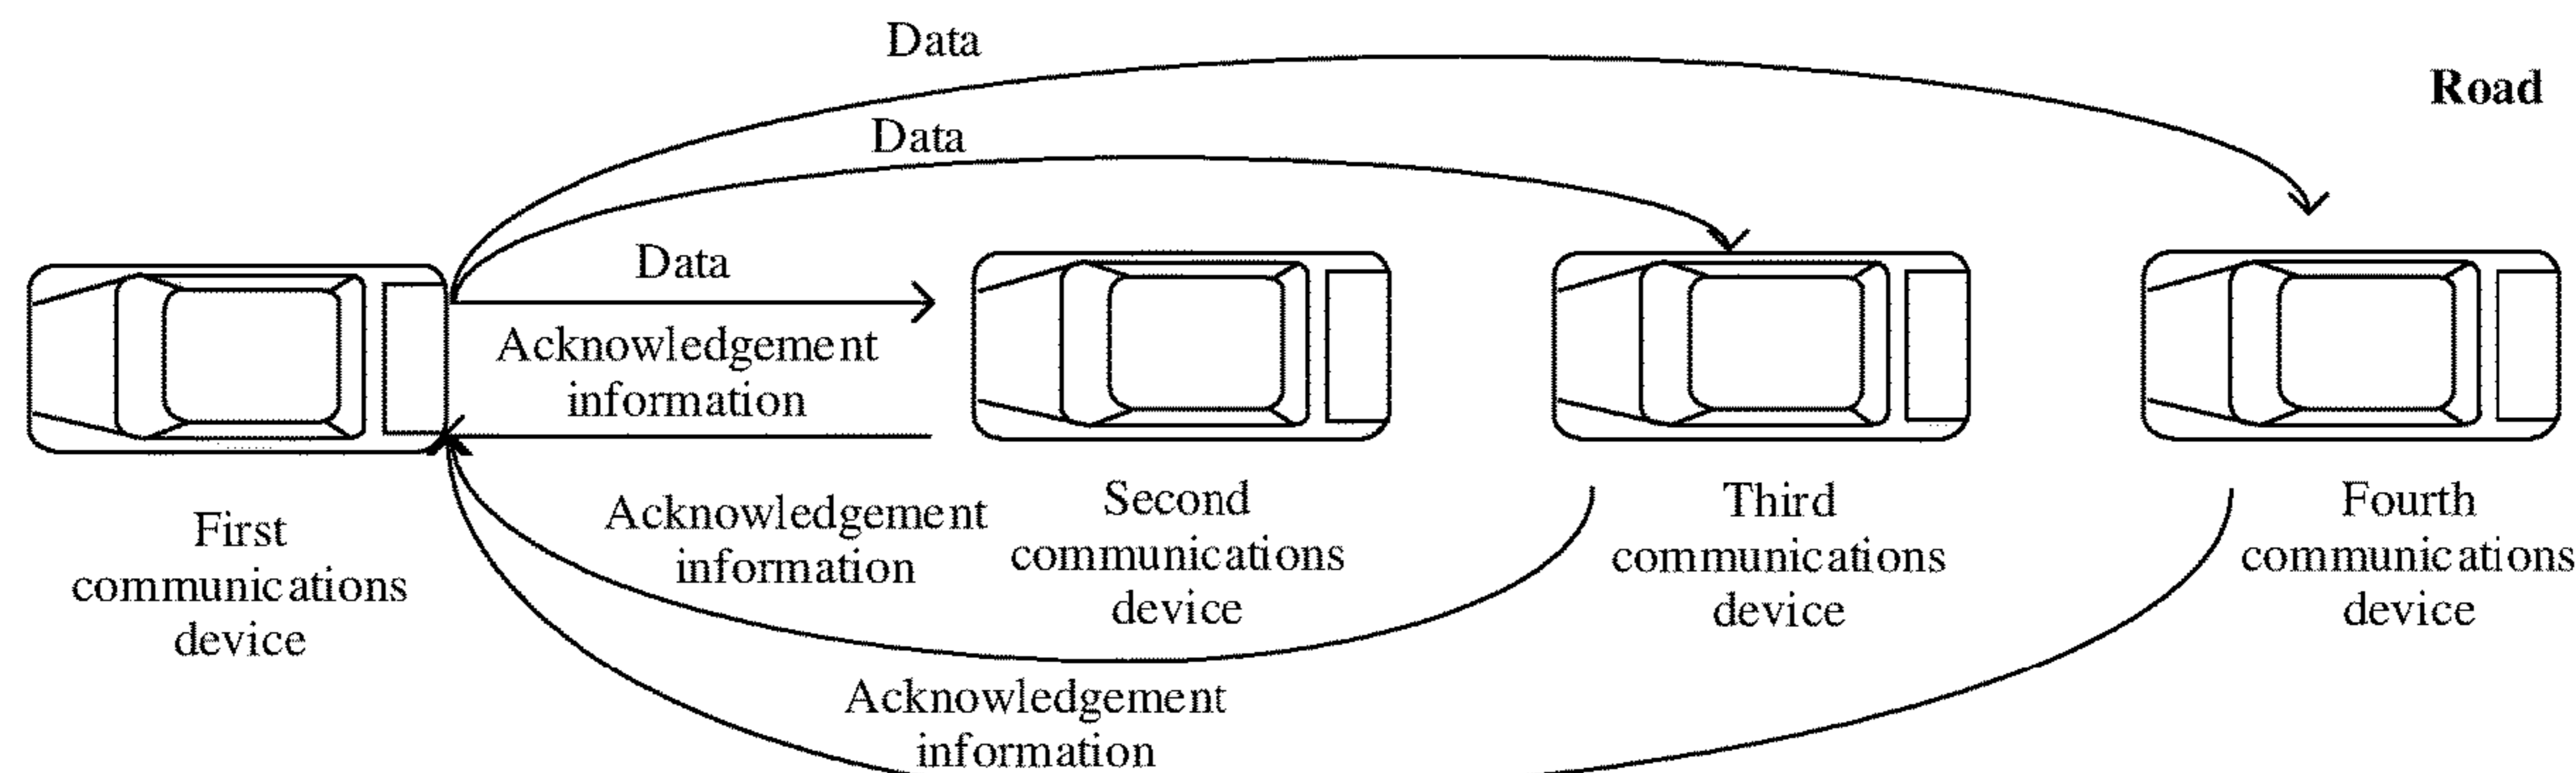 Data
Road
Data
Data
Acknowledgement
information
Acknowledgement
information
Acknowledgement
information
First
communications
device
Second
communications
device
Third
communications
device
Fourth
communications
device